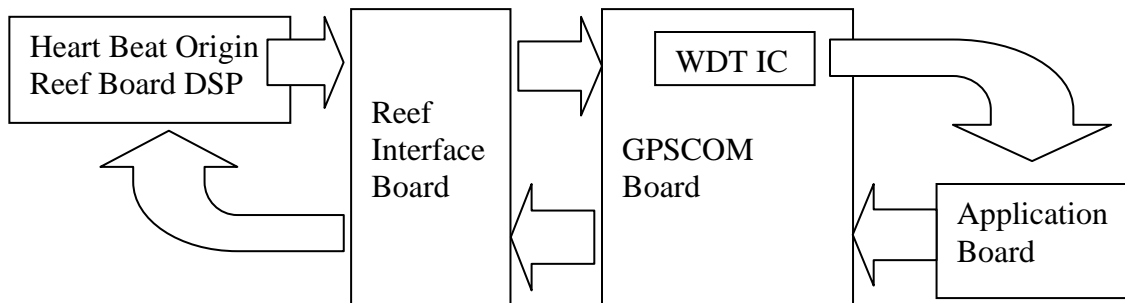 Heart Beat Origin
Reef Board DSP
Reef
Interface
Board
WDT IC
GPSCOM
Board
Application
Board